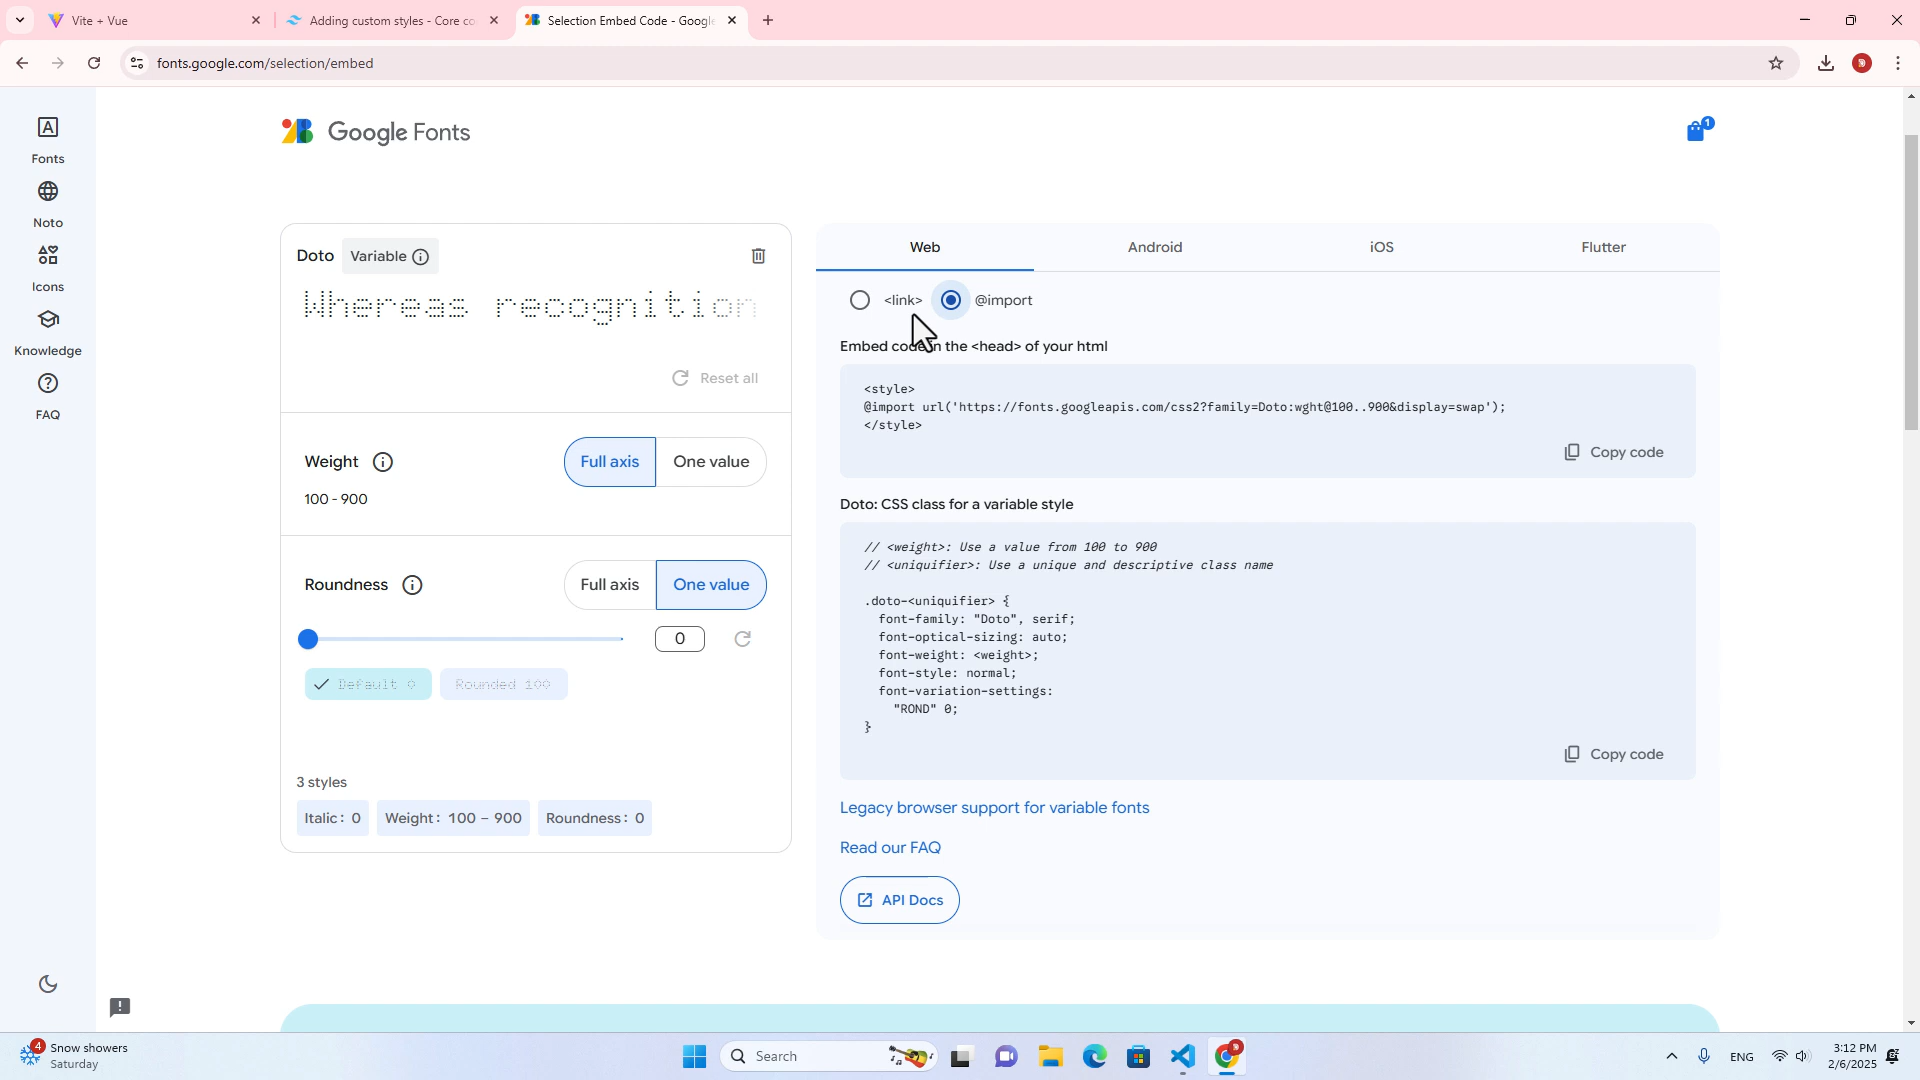 Vite + Vue
Adding custom styles - Core co
Selection Embed Code - Google
fonts.google.com/selection/embed
Fonts
Noto
Icons
Knowledge
FAQ
Google Fonts
1
Doto
Variable
Whereas recognition
Reset all
Weight
Full axis
One value
100 - 900
Roundness
Full axis
One value
0
Default 0
Rounded 100
3 styles
Italic: 0
Weight: 100 – 900
Roundness: 0
Web
Android
iOS
Flutter
<link>
@import
Embed code in the <head> of your html
<style>
@import url('https://fonts.googleapis.com/css2?family=Doto:wght@100..900&display=swap');
</style>
Copy code
Doto: CSS class for a variable style
// <weight>: Use a value from 100 to 900
// <uniquifier>: Use a unique and descriptive class name
.doto-<uniquifier> {
font-family: "Doto", serif;
font-optical-sizing: auto;
font-weight: <weight>;
font-style: normal;
font-variation-settings:
"ROND" 0;
}
Copy code
Legacy browser support for variable fonts
Read our FAQ
API Docs
4
Snow showers
Saturday
Search
ENG
3:12 PM
2/6/2025